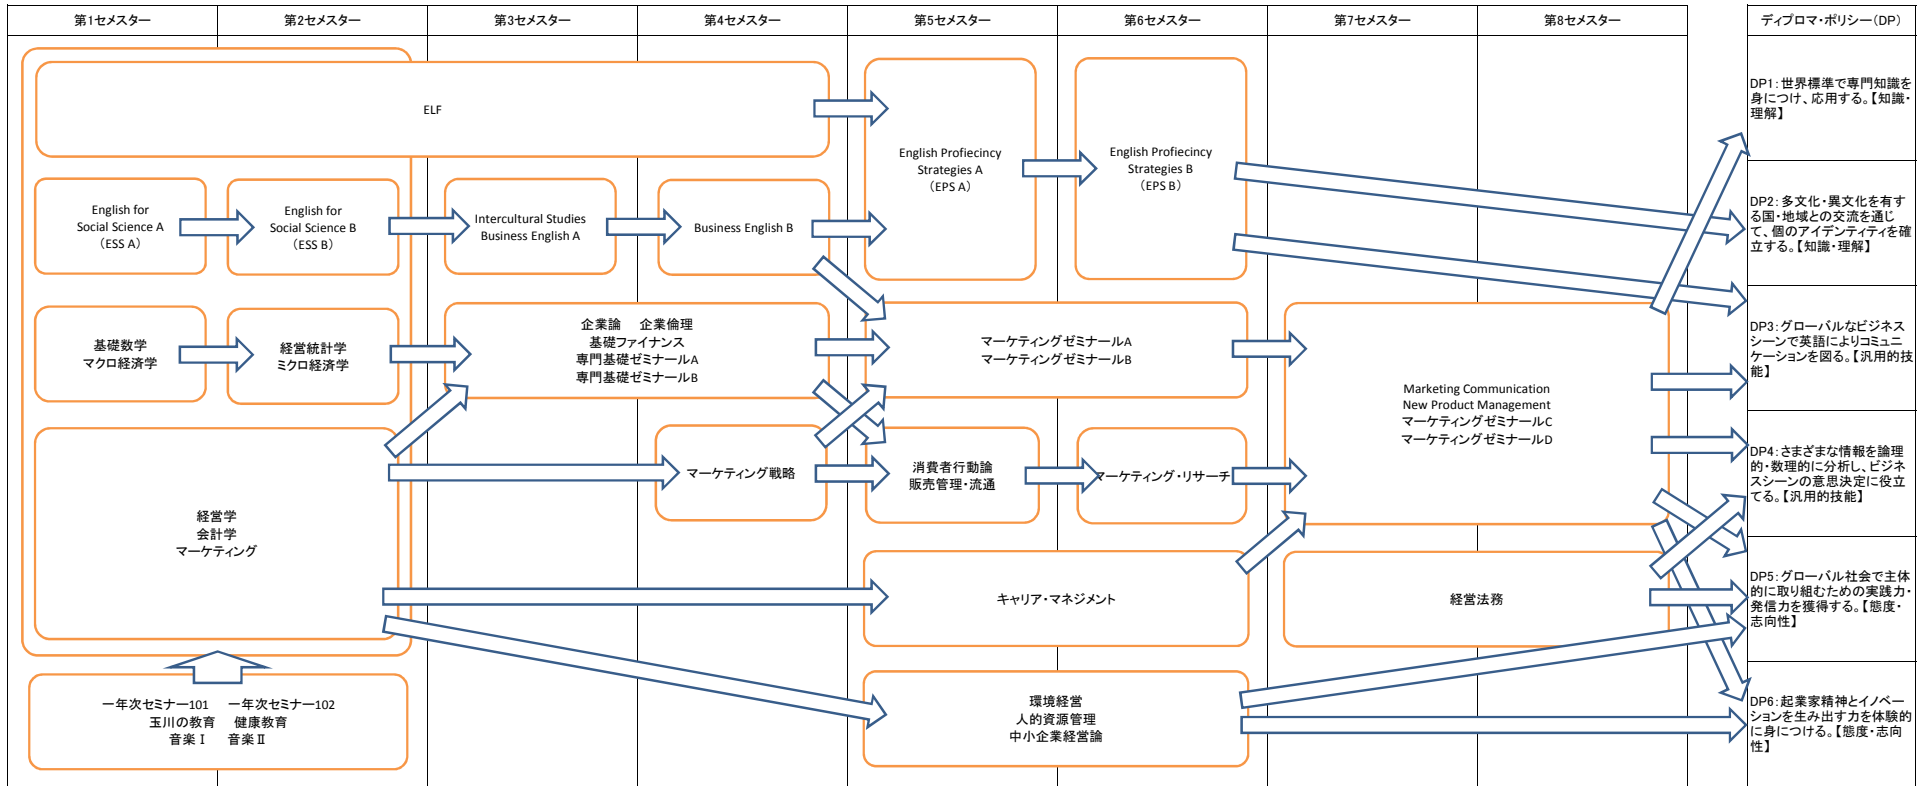 第1セメスター
第2セメスター
第3セメスター
第4セメスター
第5セメスター
第6セメスター
第7セメスター
第8セメスター
ディプロマ・ポリシー（DP）
ELF
English for
Social Science A
（ESS A）
English for
Social Science B
（ESS B）
Intercultural Studies
Business English A
Business English B
English Profiecincy
Strategies A
（EPS A）
English Profiecincy
Strategies B
（EPS B）
基礎数学
マクロ経済学
経営統計学
ミクロ経済学
企業論　企業倫理
基礎ファイナンス
専門基礎ゼミナールA
専門基礎ゼミナールB
マーケティングゼミナールA
マーケティングゼミナールB
Marketing Communication
New Product Management
マーケティングゼミナールC
マーケティングゼミナールD
経営学
会計学
マーケティング
マーケティング戦略
消費者行動論
販売管理・流通
マーケティング・リサーチ
キャリア・マネジメント
経営法務
一年次セミナー101　一年次セミナー102
玉川の教育　健康教育
音楽Ⅰ　音楽Ⅱ
環境経営
人的資源管理
中小企業経営論
DP1：世界標準で専門知識を
身につけ、応用する。【知識・
理解】
DP2：多文化・異文化を有す
る国・地域との交流を通じ
て、個のアイデンティティを確
立する。【知識・理解】
DP3：グローバルなビジネス
シーンで英語によりコミュニ
ケーションを図る。【汎用的技
能】
DP4：さまざまな情報を論理
的・数理的に分析し、ビジネ
スシーンの意思決定に役立
てる。【汎用的技能】
DP5：グローバル社会で主体
的に取り組むための実践力・
発信力を獲得する。【態度・
志向性】
DP6：起業家精神とイノベー
ションを生み出す力を体験的
に身につける。【態度・志向
性】